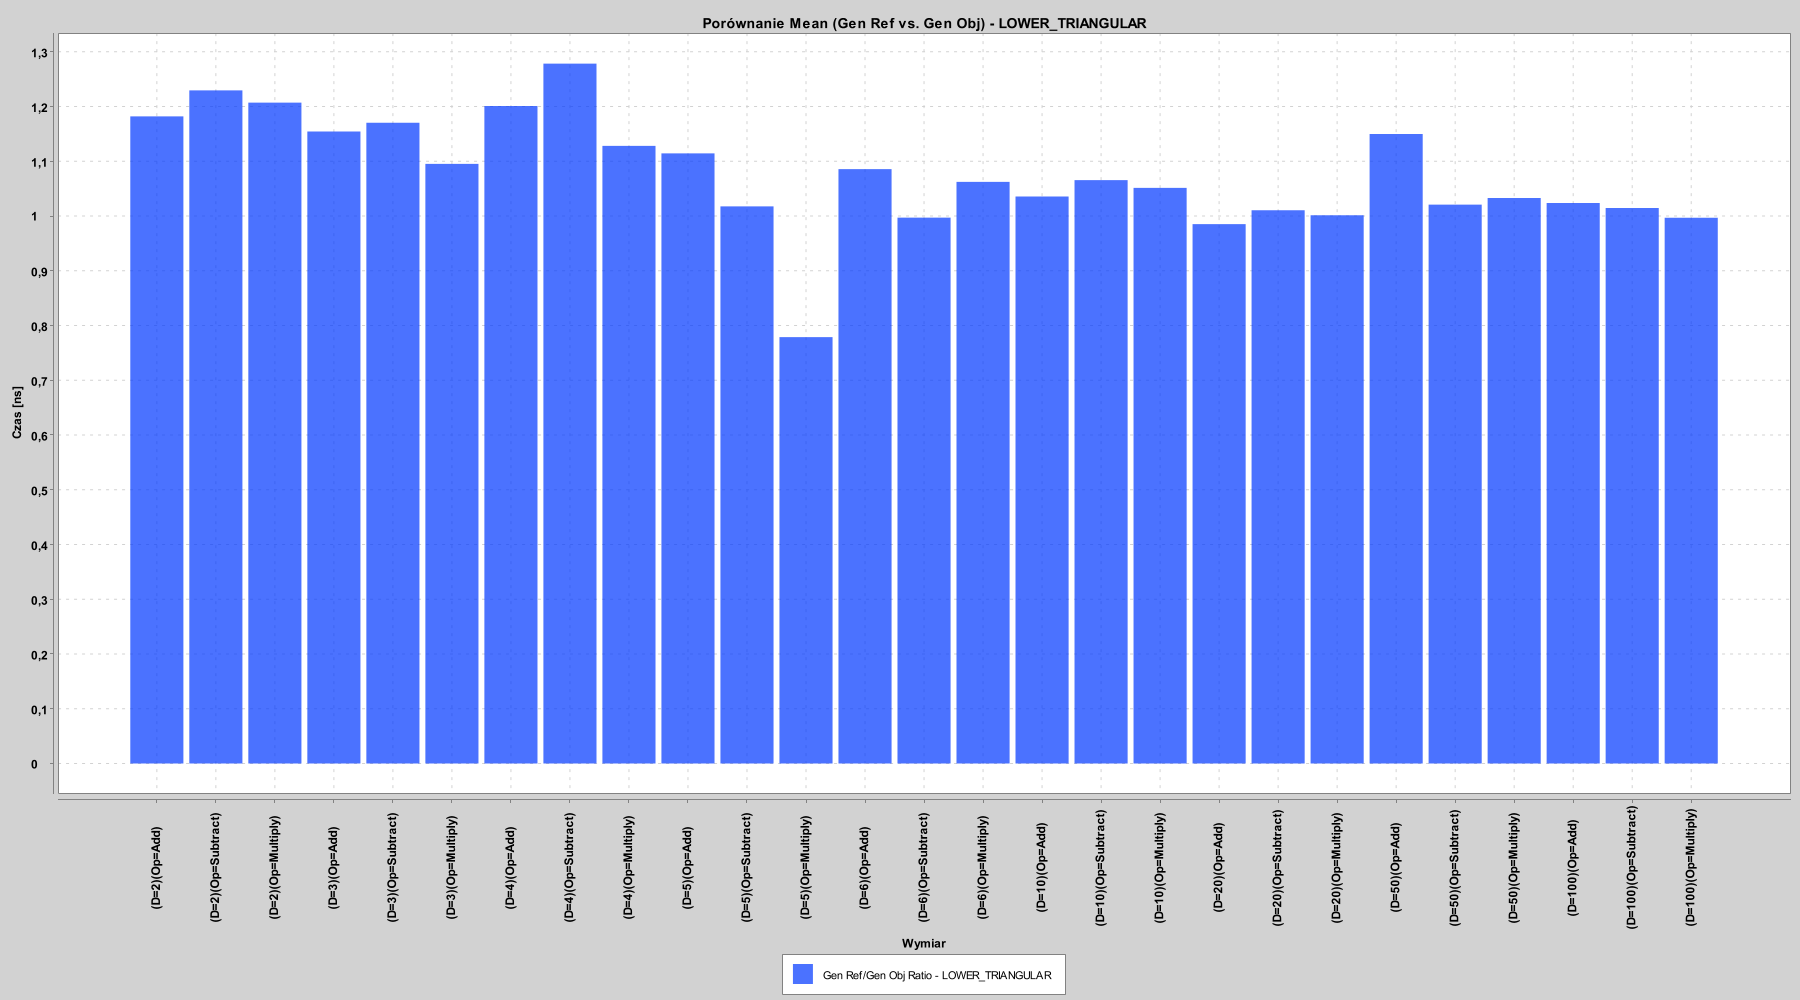 Porównanie Mean (Gen Ref vs. Gen Obj) - LOWER_TRIANGULAR
1,3
1,2
1,1
1
0,9
0,8
0,7
0,6
0,5
0,4
0,3
0,2
0,1
0
Czas [ns]
(D=2)(Op=Add)
(D=2)(Op=Subtract)
(D=2)(Op=Multiply)
(D=3)(Op=Add)
(D=3)(Op=Subtract)
(D=3)(Op=Multiply)
(D=4)(Op=Add)
(D=4)(Op=Subtract)
(D=4)(Op=Multiply)
(D=5)(Op=Add)
(D=5)(Op=Subtract)
(D=5)(Op=Multiply)
(D=6)(Op=Add)
(D=6)(Op=Subtract)
(D=6)(Op=Multiply)
(D=10)(Op=Add)
(D=10)(Op=Subtract)
(D=10)(Op=Multiply)
(D=20)(Op=Add)
(D=20)(Op=Subtract)
(D=20)(Op=Multiply)
(D=50)(Op=Add)
(D=50)(Op=Subtract)
(D=50)(Op=Multiply)
(D=100)(Op=Add)
(D=100)(Op=Subtract)
(D=100)(Op=Multiply)
Wymiar
Gen Ref/Gen Obj Ratio - LOWER_TRIANGULAR